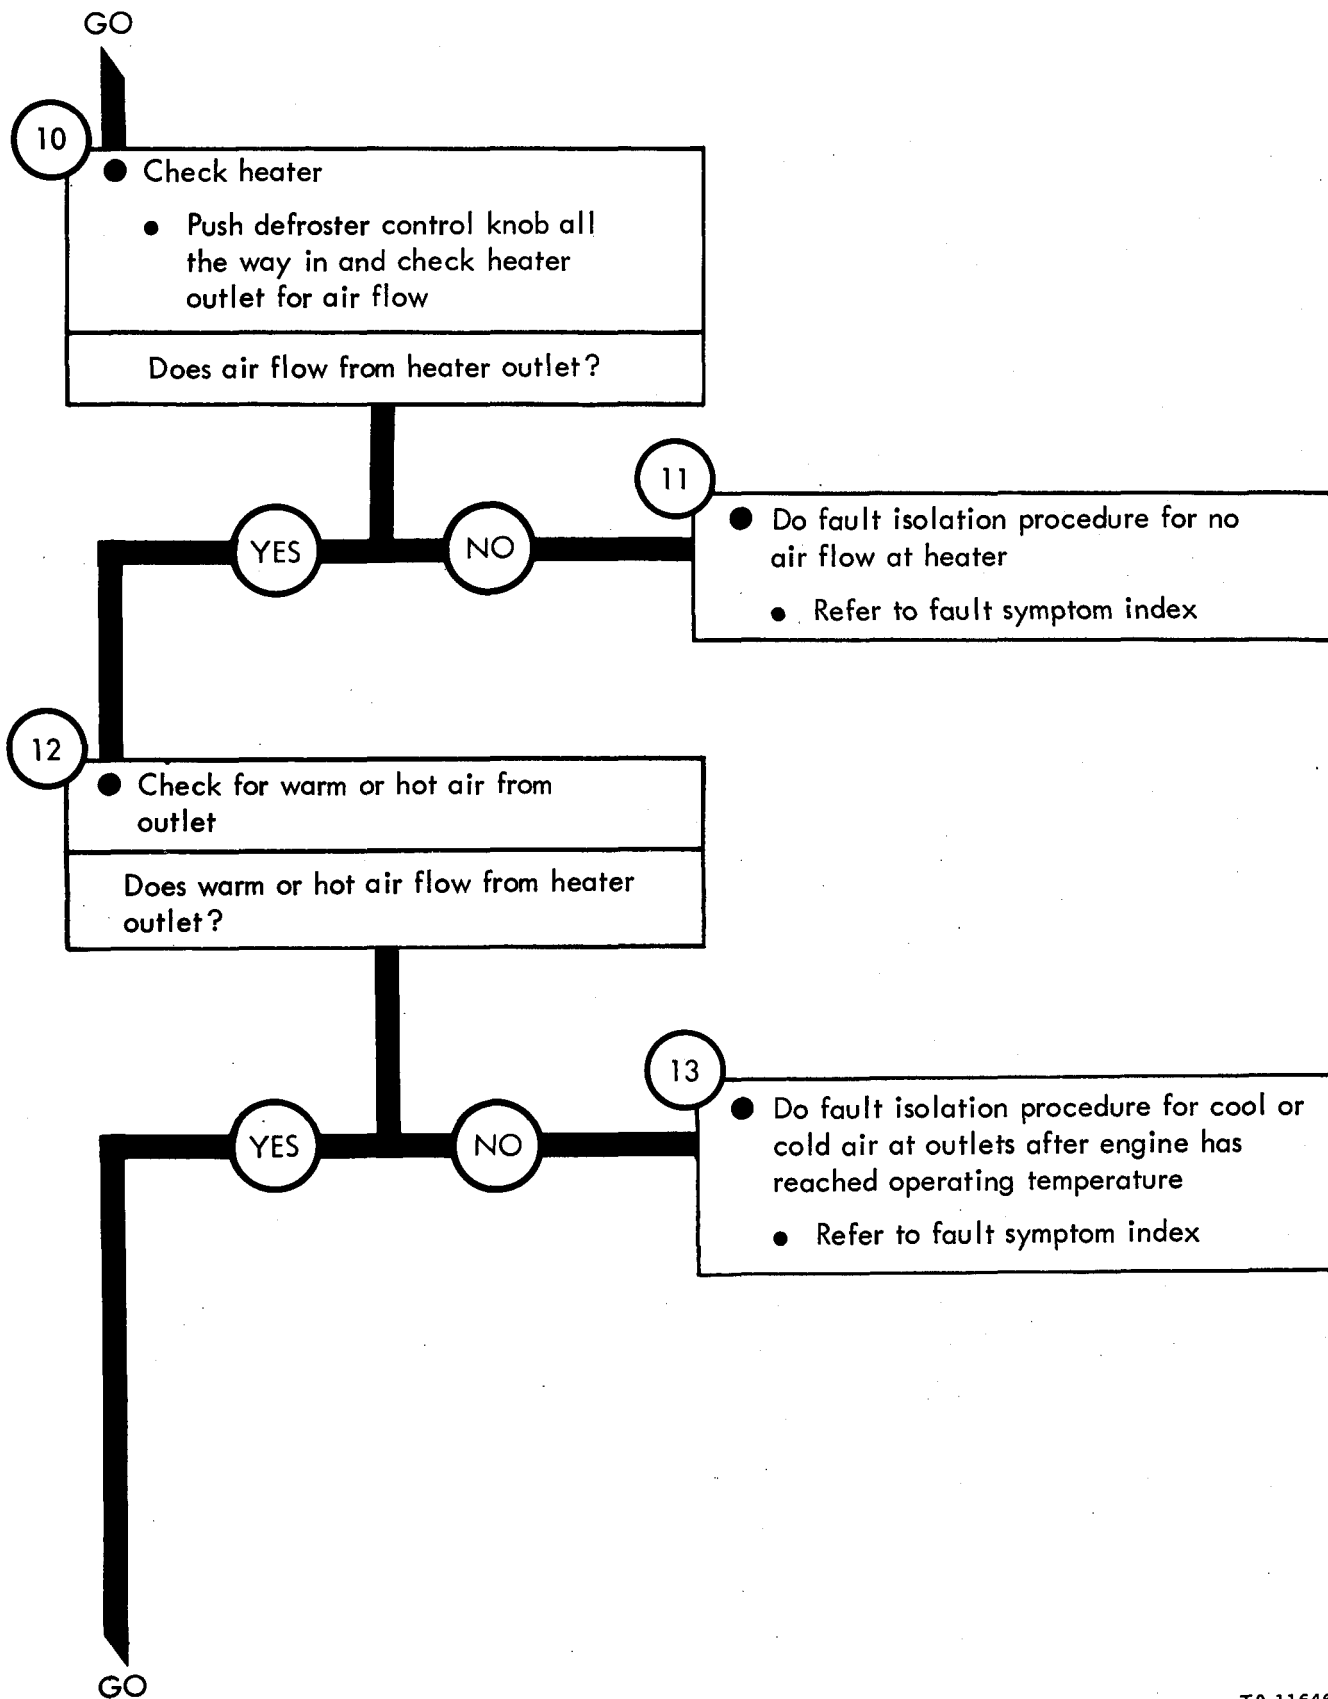 GO
10
● Check heater
• Push defroster control knob all
the way in and check heater
outlet for air flow
Does air flow from heater outlet?
YES
NO
11
● Do fault isolation procedure for no
air flow at heater
• Refer to fault symptom index
12
● Check for warm or hot air from
outlet
Does warm or hot air flow from heater
outlet?
YES
NO
13
● Do fault isolation procedure for cool or
cold air at outlets after engine has
reached operating temperature
• Refer to fault symptom index
GO